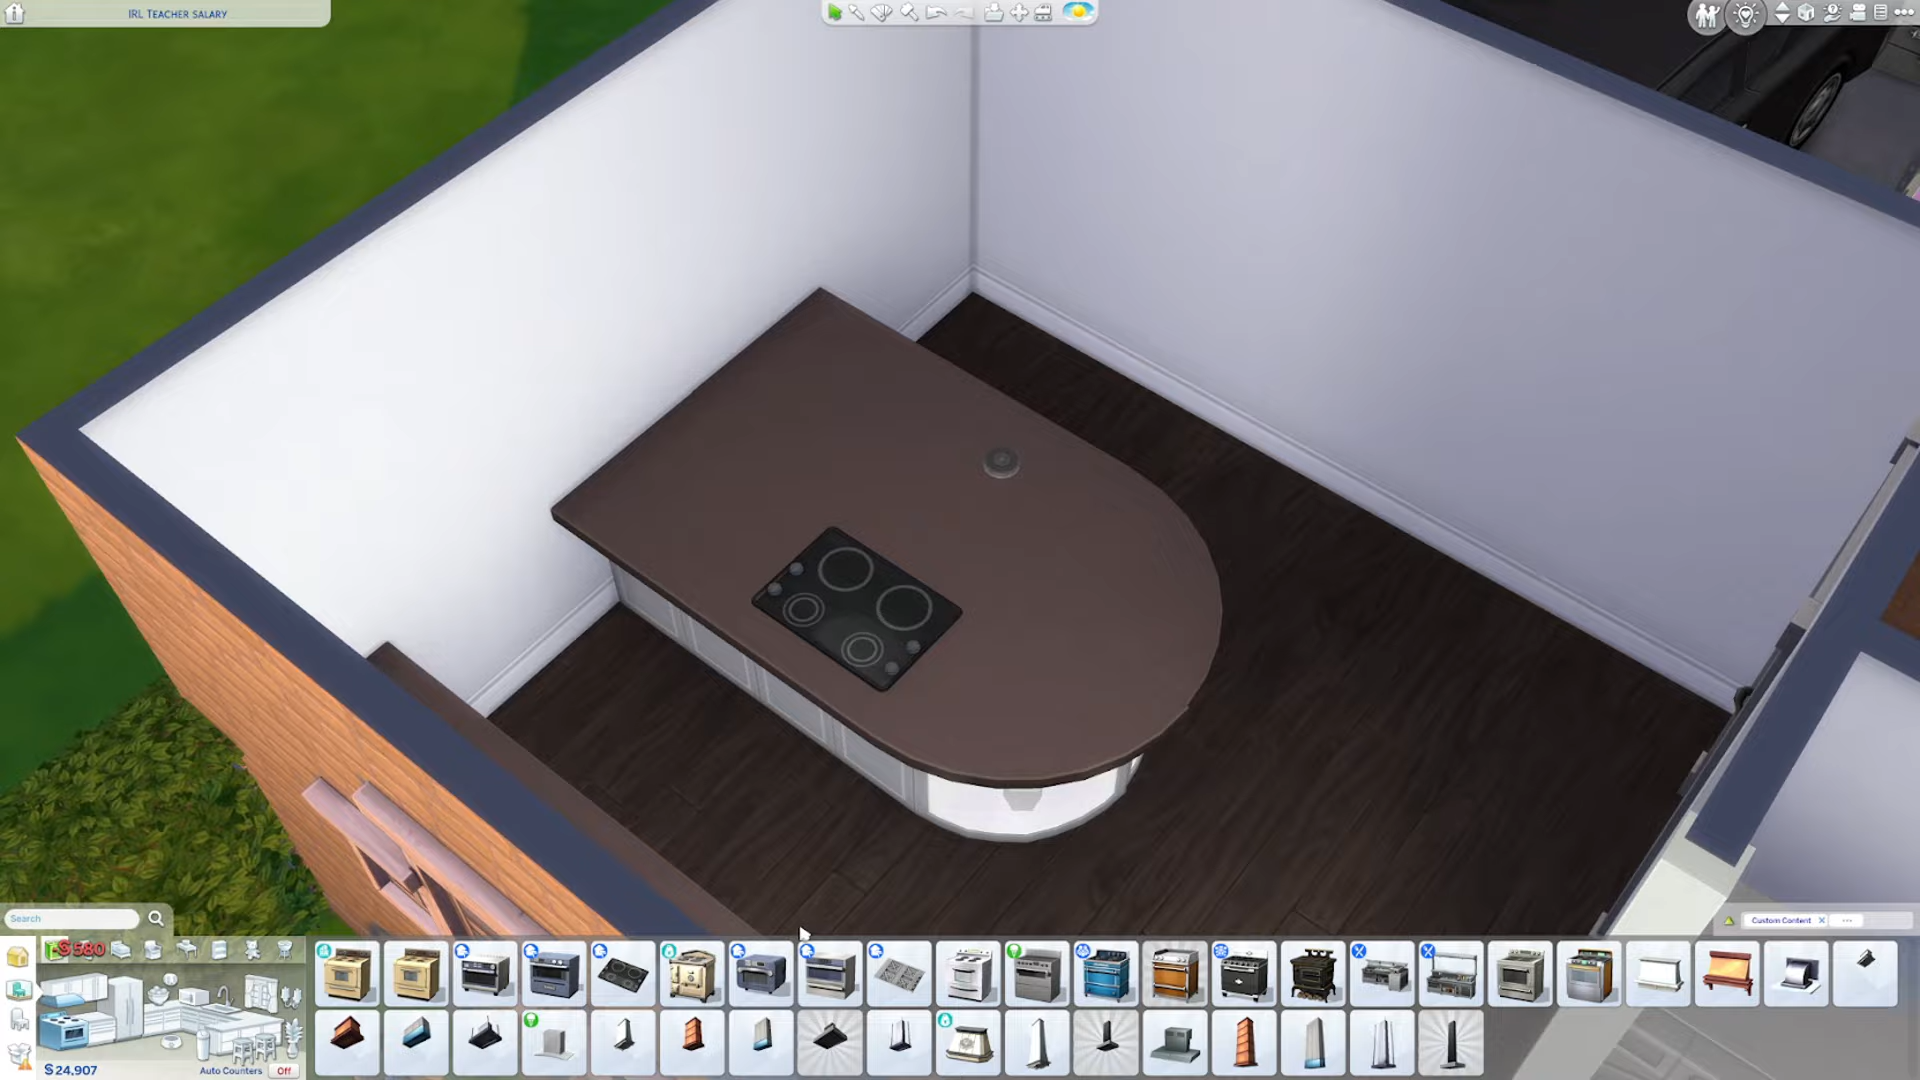 IRL TEACHER SALARY
Search
Custom Content
$580
$24,907
Auto Counters
Off